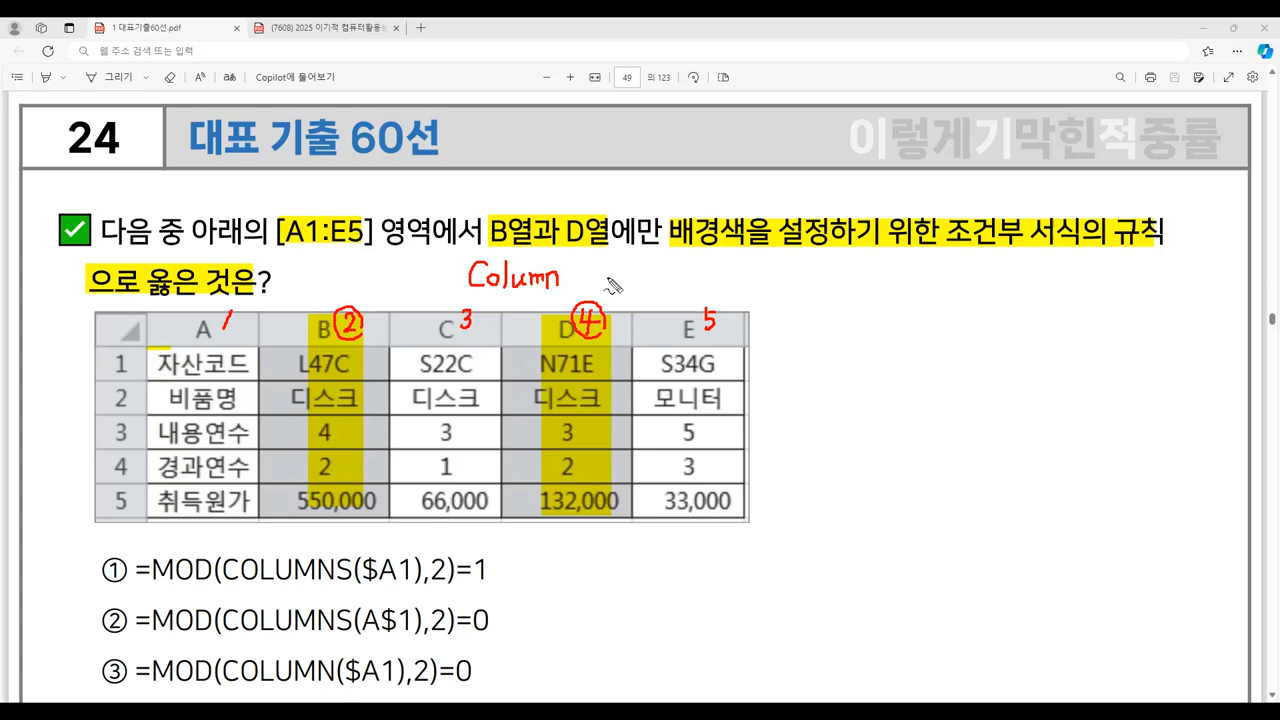 1 대표기출60선.pdf
(7608) 2025 이기적 컴퓨터활용능
웹 주소 검색 또는 입력
그리기
가
ああ
Copilot에 물어보기
49
의 123
24
대표 기출 60선
이렇게기막힌적중률
다음 중 아래의 [A1:E5] 영역에서 B열과 D열에만 배경색을 설정하기 위한 조건부 서식의 규칙
으로 옳은 것은?
Column
A 1 B 2 C 3 D 4 E 5
1 자산코드 L47C S22C N71E S34G
2 비품명 디스크 디스크 디스크 모니터
3 내용연수 4 3 3 5
4 경과연수 2 1 2 3
5 취득원가 550,000 66,000 132,000 33,000
① =MOD(COLUMNS($A1),2)=1
② =MOD(COLUMNS(A$1),2)=0
③ =MOD(COLUMN($A1),2)=0